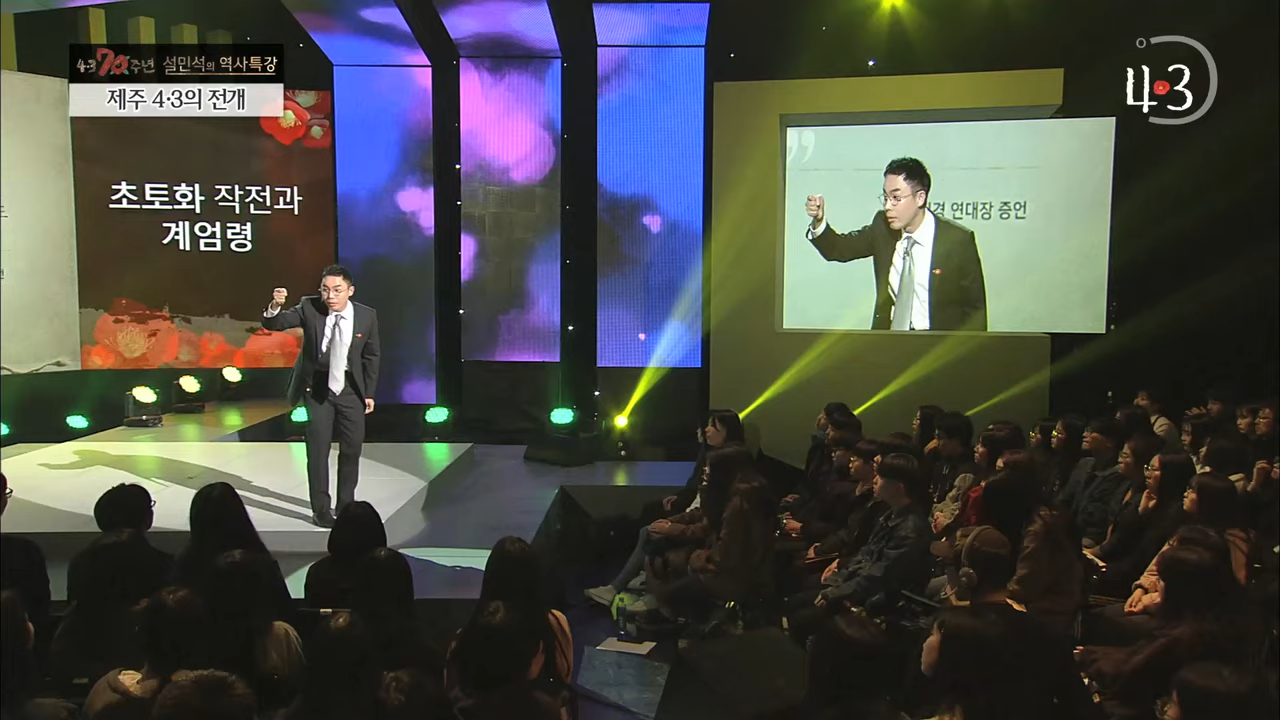 4·3 70주년 설민석의 역사특강
제주 4·3의 전개
4·3
초토화 작전과
계엄령
연대장 증언